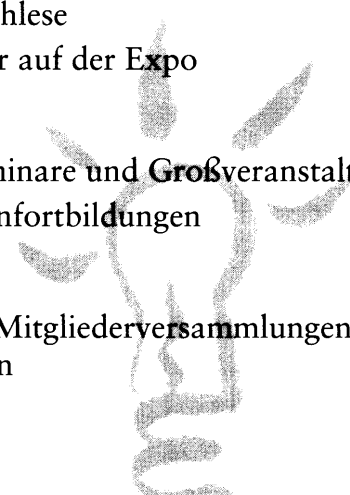 hlese
r auf der Expo
inare und Großveranstalt
nfortbildungen
Mitgliederversammlungen
n